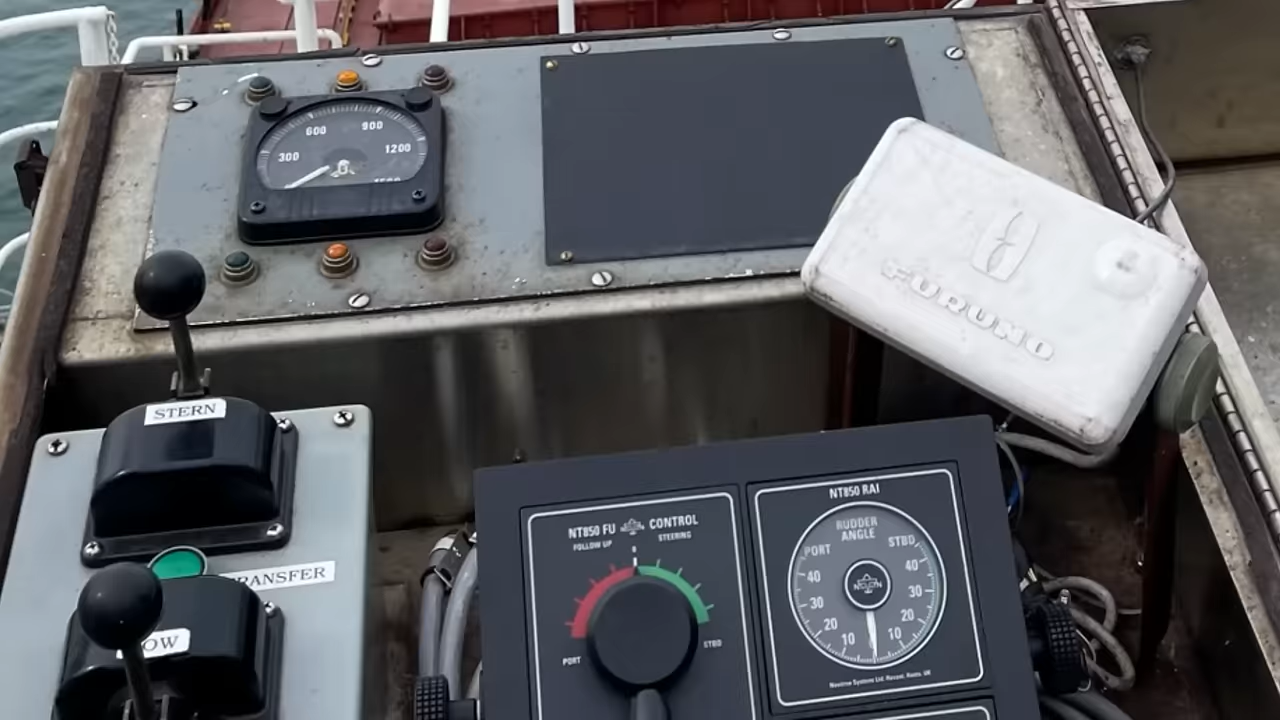 600 900
300 1200
FURUNO
STERN
TRANSFER
NT850 FU CONTROL
FOLLOW UP STEERING
0
PORT STBD
NT850 RAI
RUDDER
ANGLE
PORT STBD
40 40
30 30
20 20
10 10